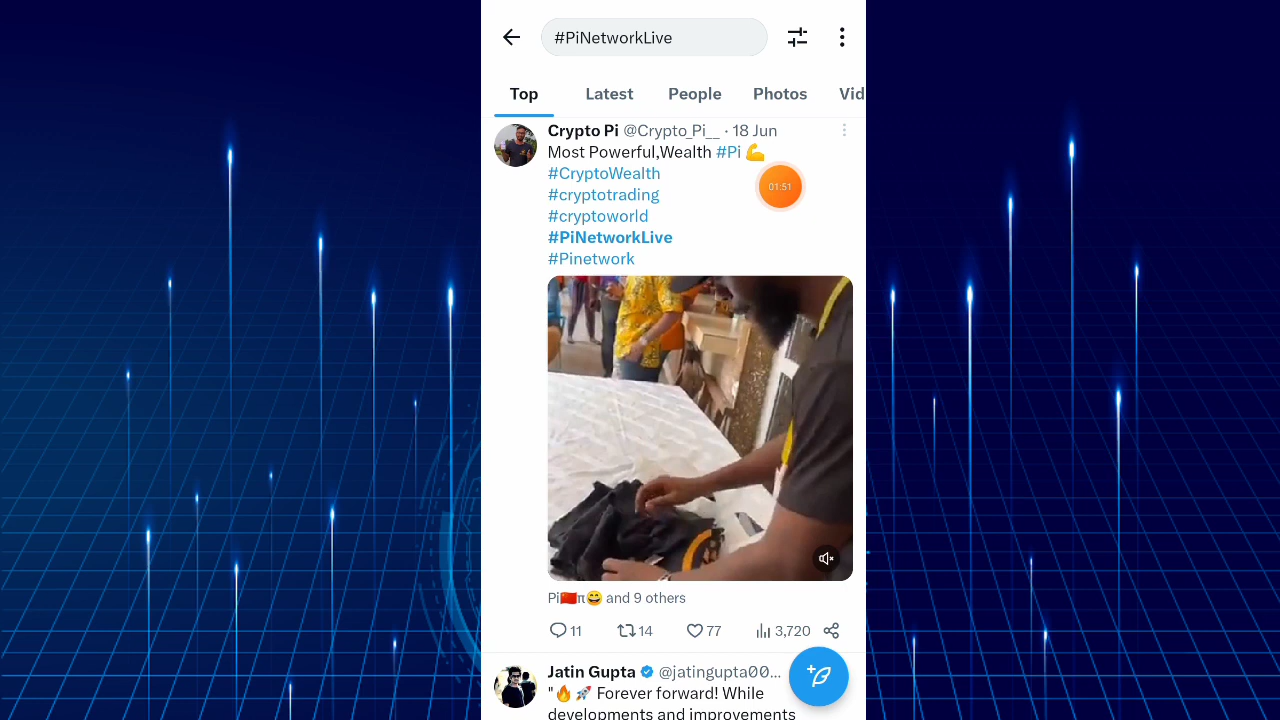 #PiNetworkLive
Top Latest People Photos Vid
Crypto Pi @Crypto_Pi__ · 18 Jun
Most Powerful,Wealth #Pi 💪
01:51
#CryptoWealth
#cryptotrading
#cryptoworld
#PiNetworkLive
#Pinetwork
Pi🇨🇳π😄 and 9 others
11 14 77 3,720
Jatin Gupta @jatingupta00...
"🔥🚀 Forever forward! While
developments and improvements